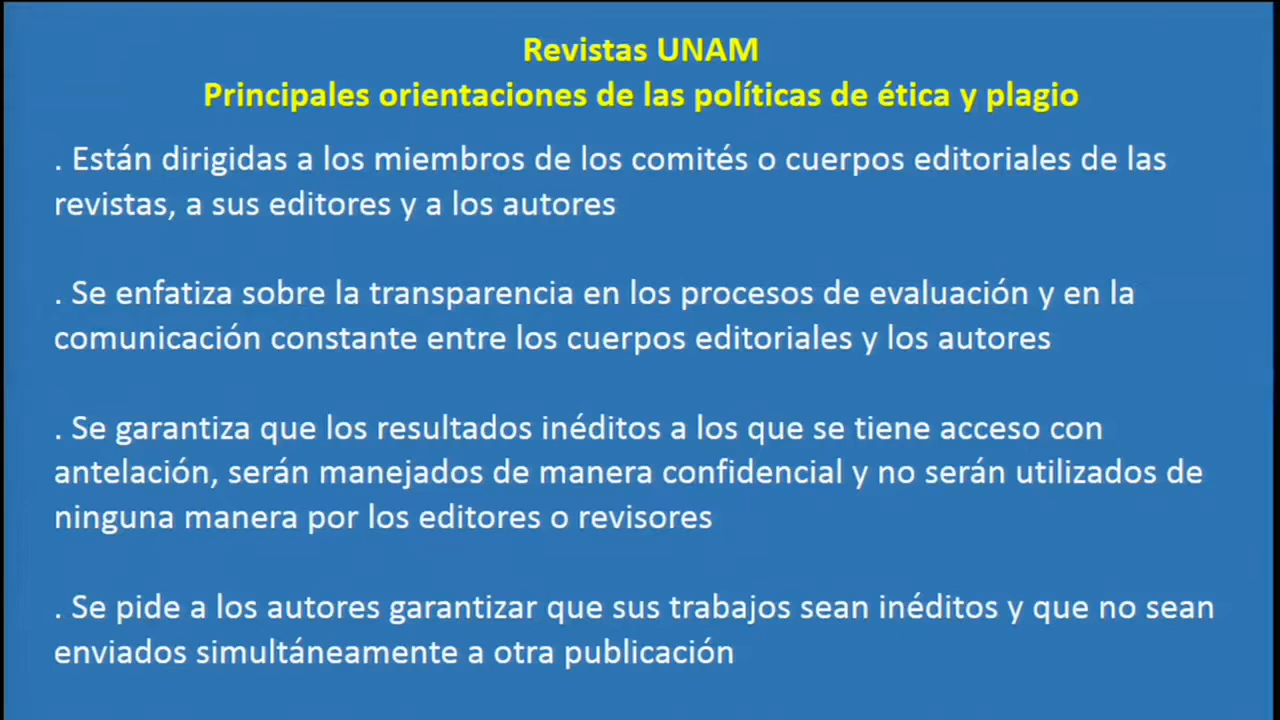 Revistas UNAM
Principales orientaciones de las políticas de ética y plagio
. Están dirigidas a los miembros de los comités o cuerpos editoriales de las
revistas, a sus editores y a los autores
. Se enfatiza sobre la transparencia en los procesos de evaluación y en la
comunicación constante entre los cuerpos editoriales y los autores
. Se garantiza que los resultados inéditos a los que se tiene acceso con
antelación, serán manejados de manera confidencial y no serán utilizados de
ninguna manera por los editores o revisores
. Se pide a los autores garantizar que sus trabajos sean inéditos y que no sean
enviados simultáneamente a otra publicación